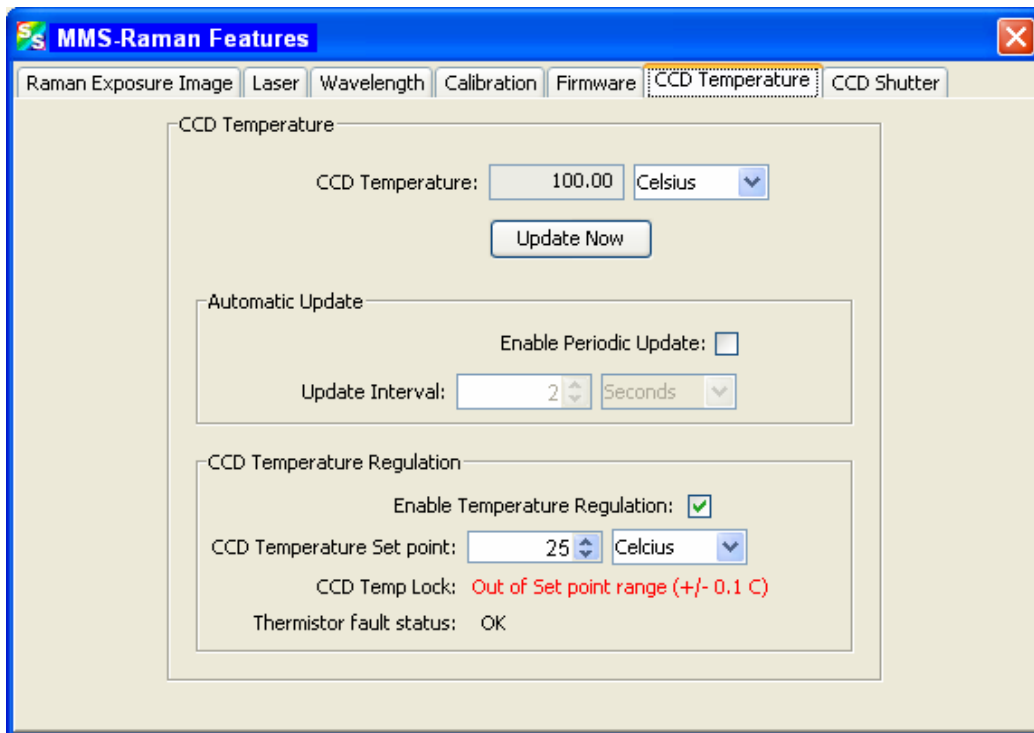 SS MMS-Raman Features
Raman Exposure Image Laser Wavelength Calibration Firmware CCD Temperature CCD Shutter
CCD Temperature
CCD Temperature: 100.00 Celsius
Update Now
Automatic Update
Enable Periodic Update:
Update Interval: 2 Seconds
CCD Temperature Regulation
Enable Temperature Regulation:
CCD Temperature Set point: 25 Celcius
CCD Temp Lock: Out of Set point range (+/- 0.1 C)
Thermistor fault status: OK